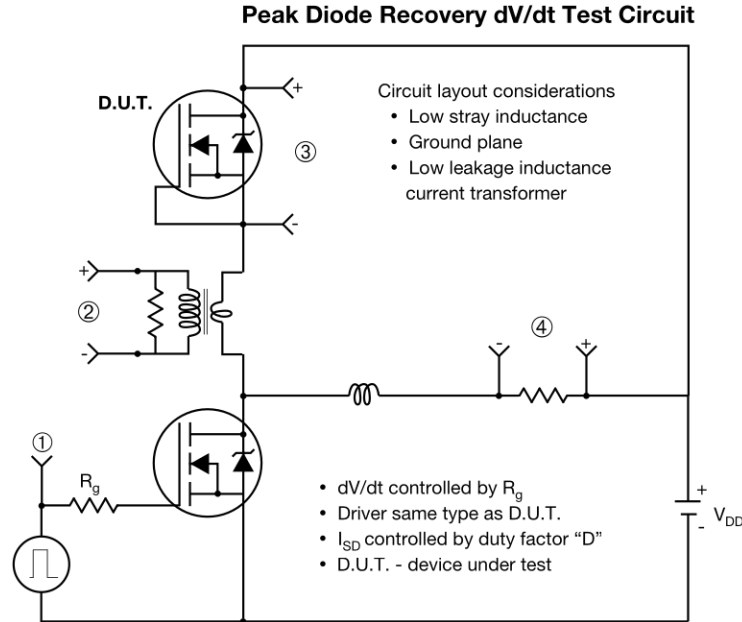 Peak Diode Recovery dV/dt Test Circuit
D.U.T.
+
Circuit layout considerations
• Low stray inductance
• Ground plane
• Low leakage inductance
current transformer
③
-
+
②
-
④
-
+
①
Rg
• dV/dt controlled by Rg
• Driver same type as D.U.T.
• ISD controlled by duty factor “D”
• D.U.T. - device under test
+
-
VDD